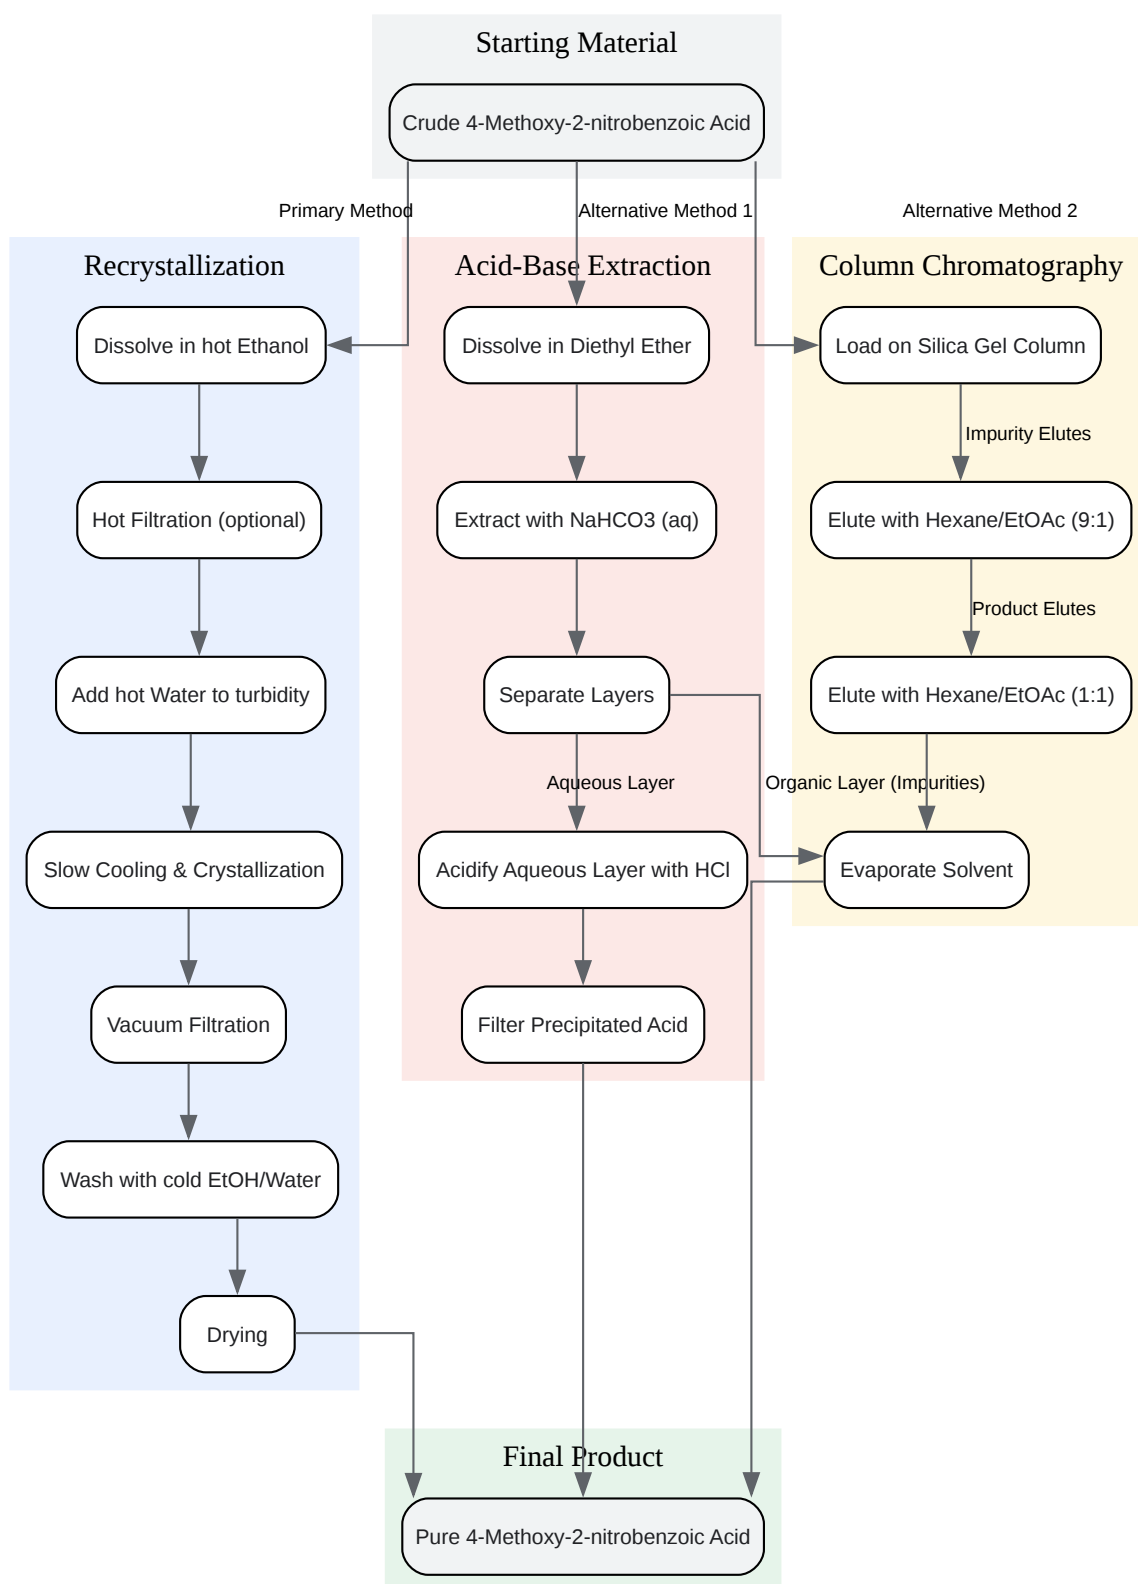 Starting Material
Crude 4-Methoxy-2-nitrobenzoic Acid
Primary Method
Alternative Method 1
Alternative Method 2
Recrystallization
Acid-Base Extraction
Column Chromatography
Dissolve in hot Ethanol
Dissolve in Diethyl Ether
Load on Silica Gel Column
Impurity Elutes
Hot Filtration (optional)
Extract with NaHCO3 (aq)
Elute with Hexane/EtOAc (9:1)
Product Elutes
Add hot Water to turbidity
Separate Layers
Elute with Hexane/EtOAc (1:1)
Aqueous Layer
Organic Layer (Impurities)
Slow Cooling & Crystallization
Acidify Aqueous Layer with HCl
Evaporate Solvent
Vacuum Filtration
Filter Precipitated Acid
Wash with cold EtOH/Water
Drying
Final Product
Pure 4-Methoxy-2-nitrobenzoic Acid